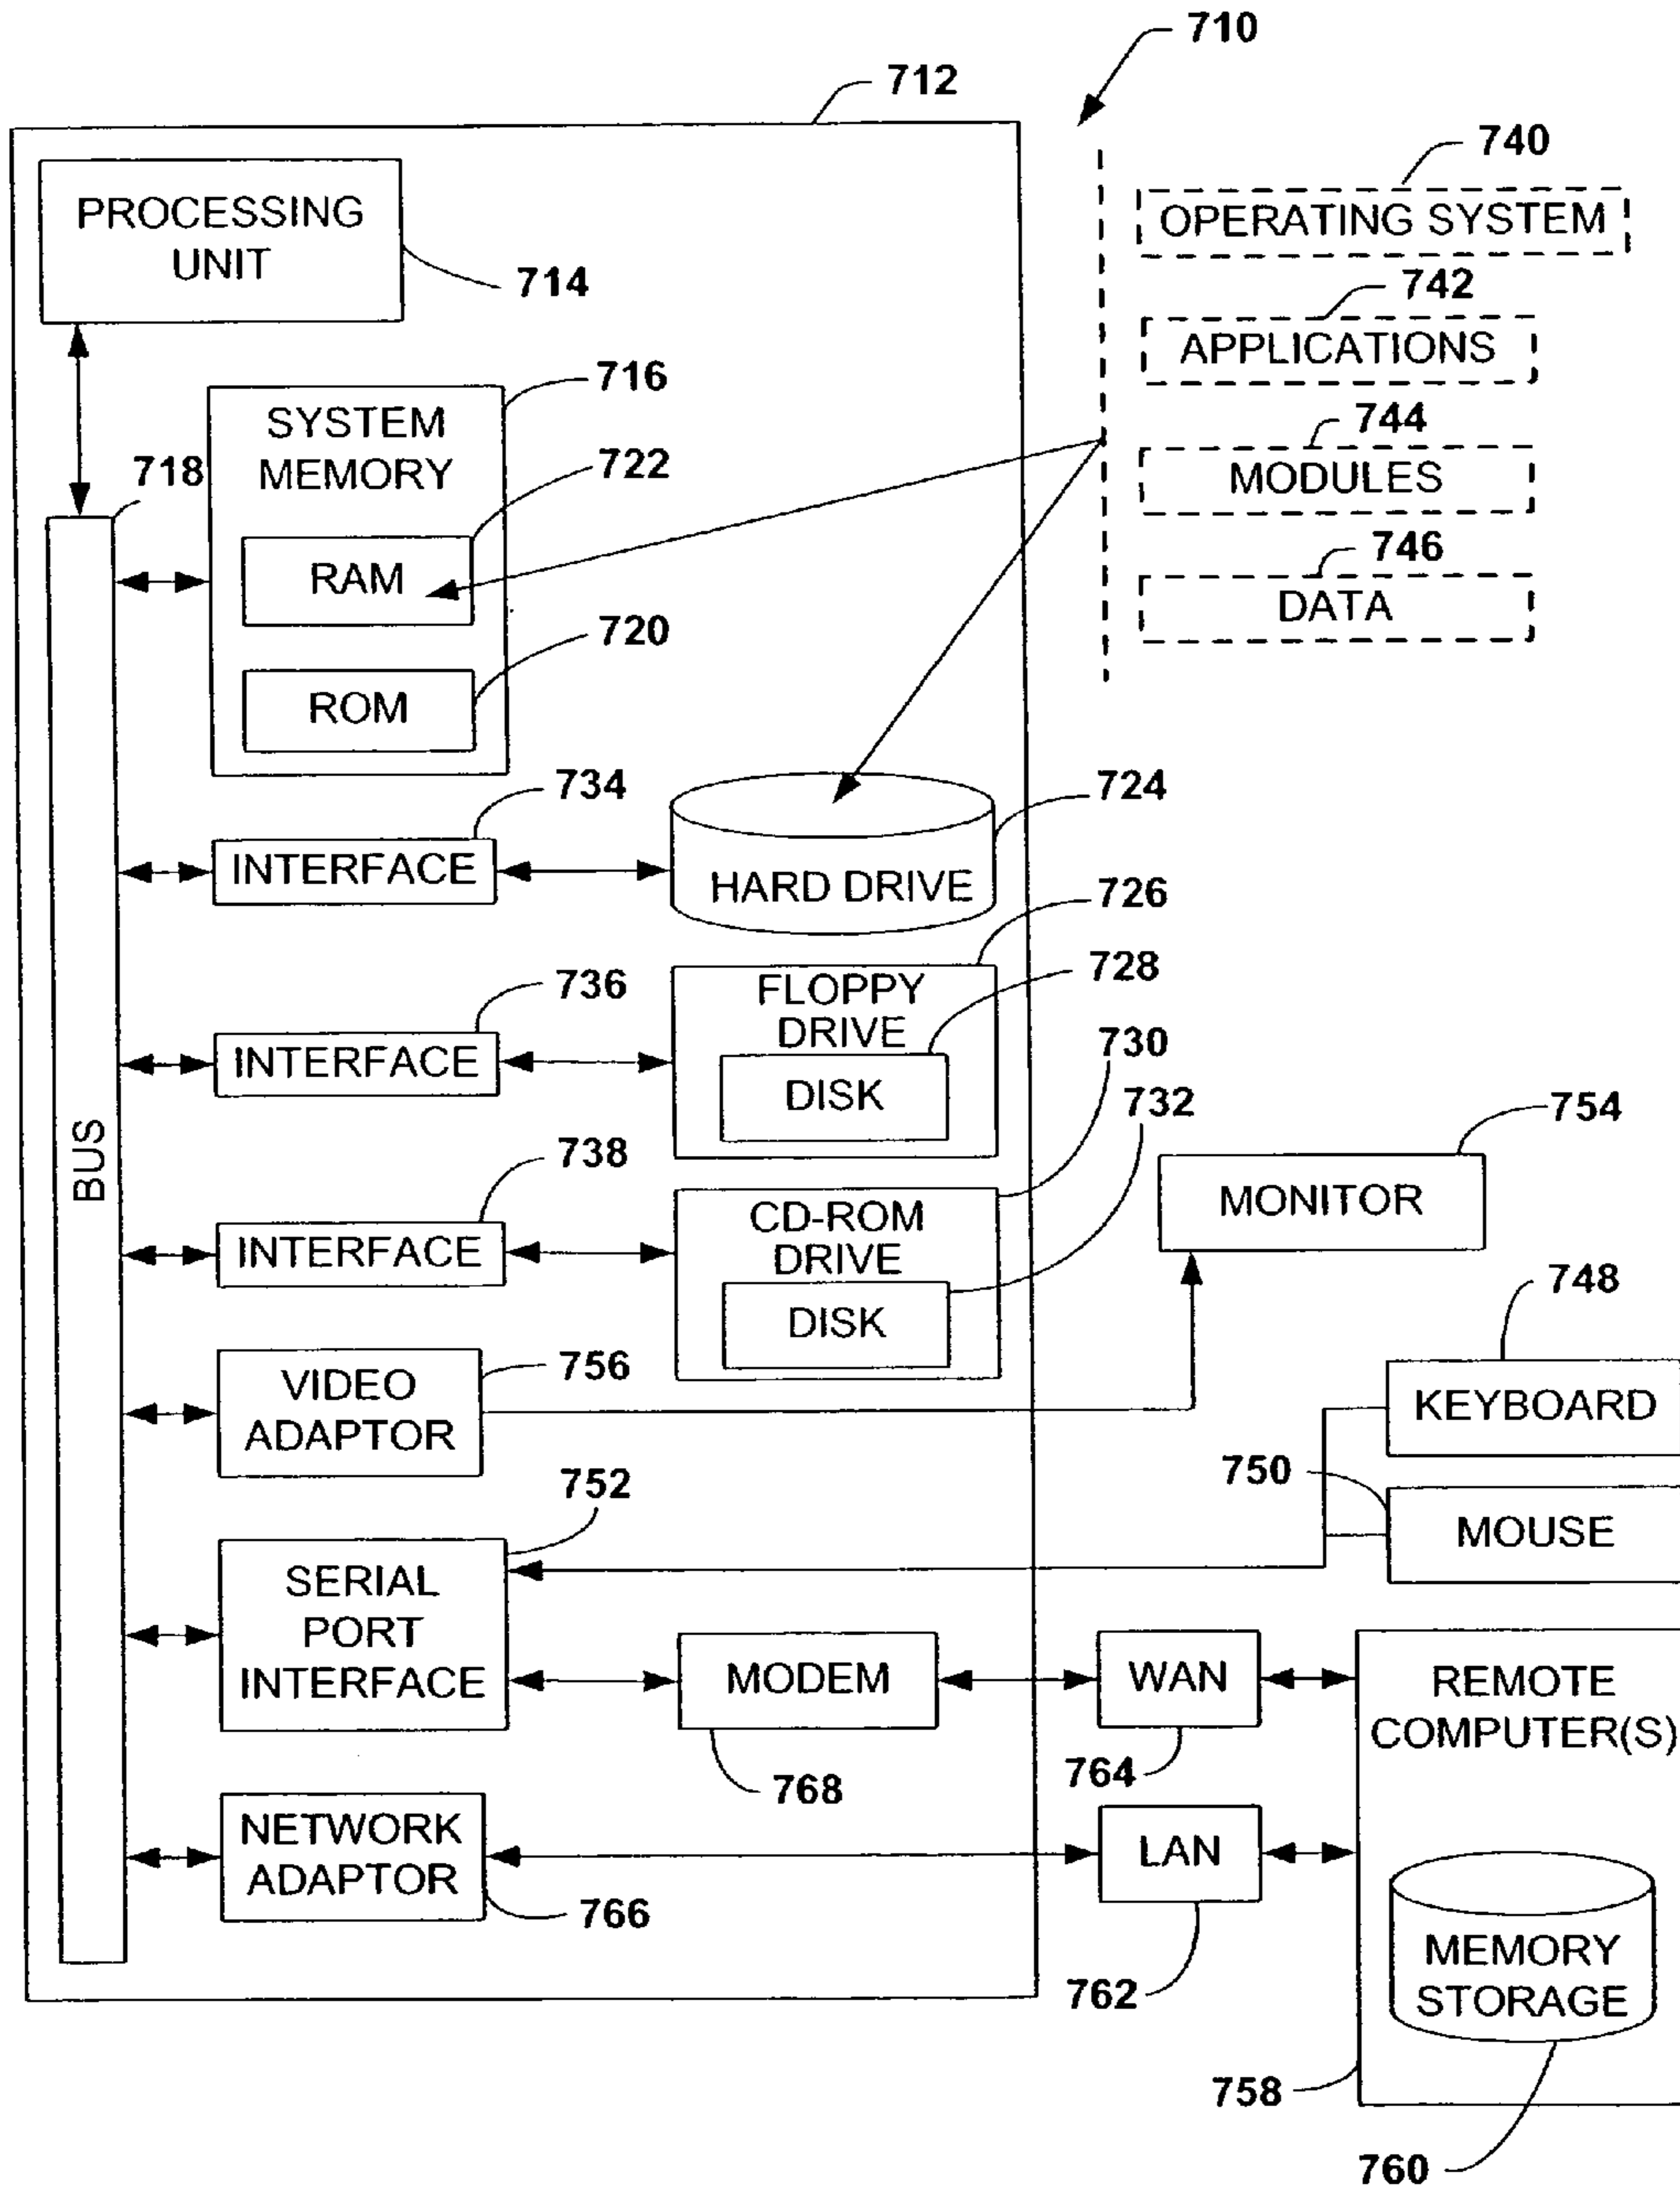 710
712
PROCESSING
UNIT
714
740
OPERATING SYSTEM
742
APPLICATIONS
744
MODULES
746
DATA
716
SYSTEM
MEMORY
718
722
RAM
720
ROM
BUS
734
INTERFACE
724
HARD DRIVE
726
736
INTERFACE
FLOPPY
DRIVE
728
DISK
730
738
INTERFACE
CD-ROM
DRIVE
732
DISK
754
MONITOR
756
VIDEO
ADAPTOR
748
KEYBOARD
750
MOUSE
752
SERIAL
PORT
INTERFACE
MODEM
768
WAN
764
REMOTE
COMPUTER(S)
NETWORK
ADAPTOR
766
LAN
762
MEMORY
STORAGE
758
760